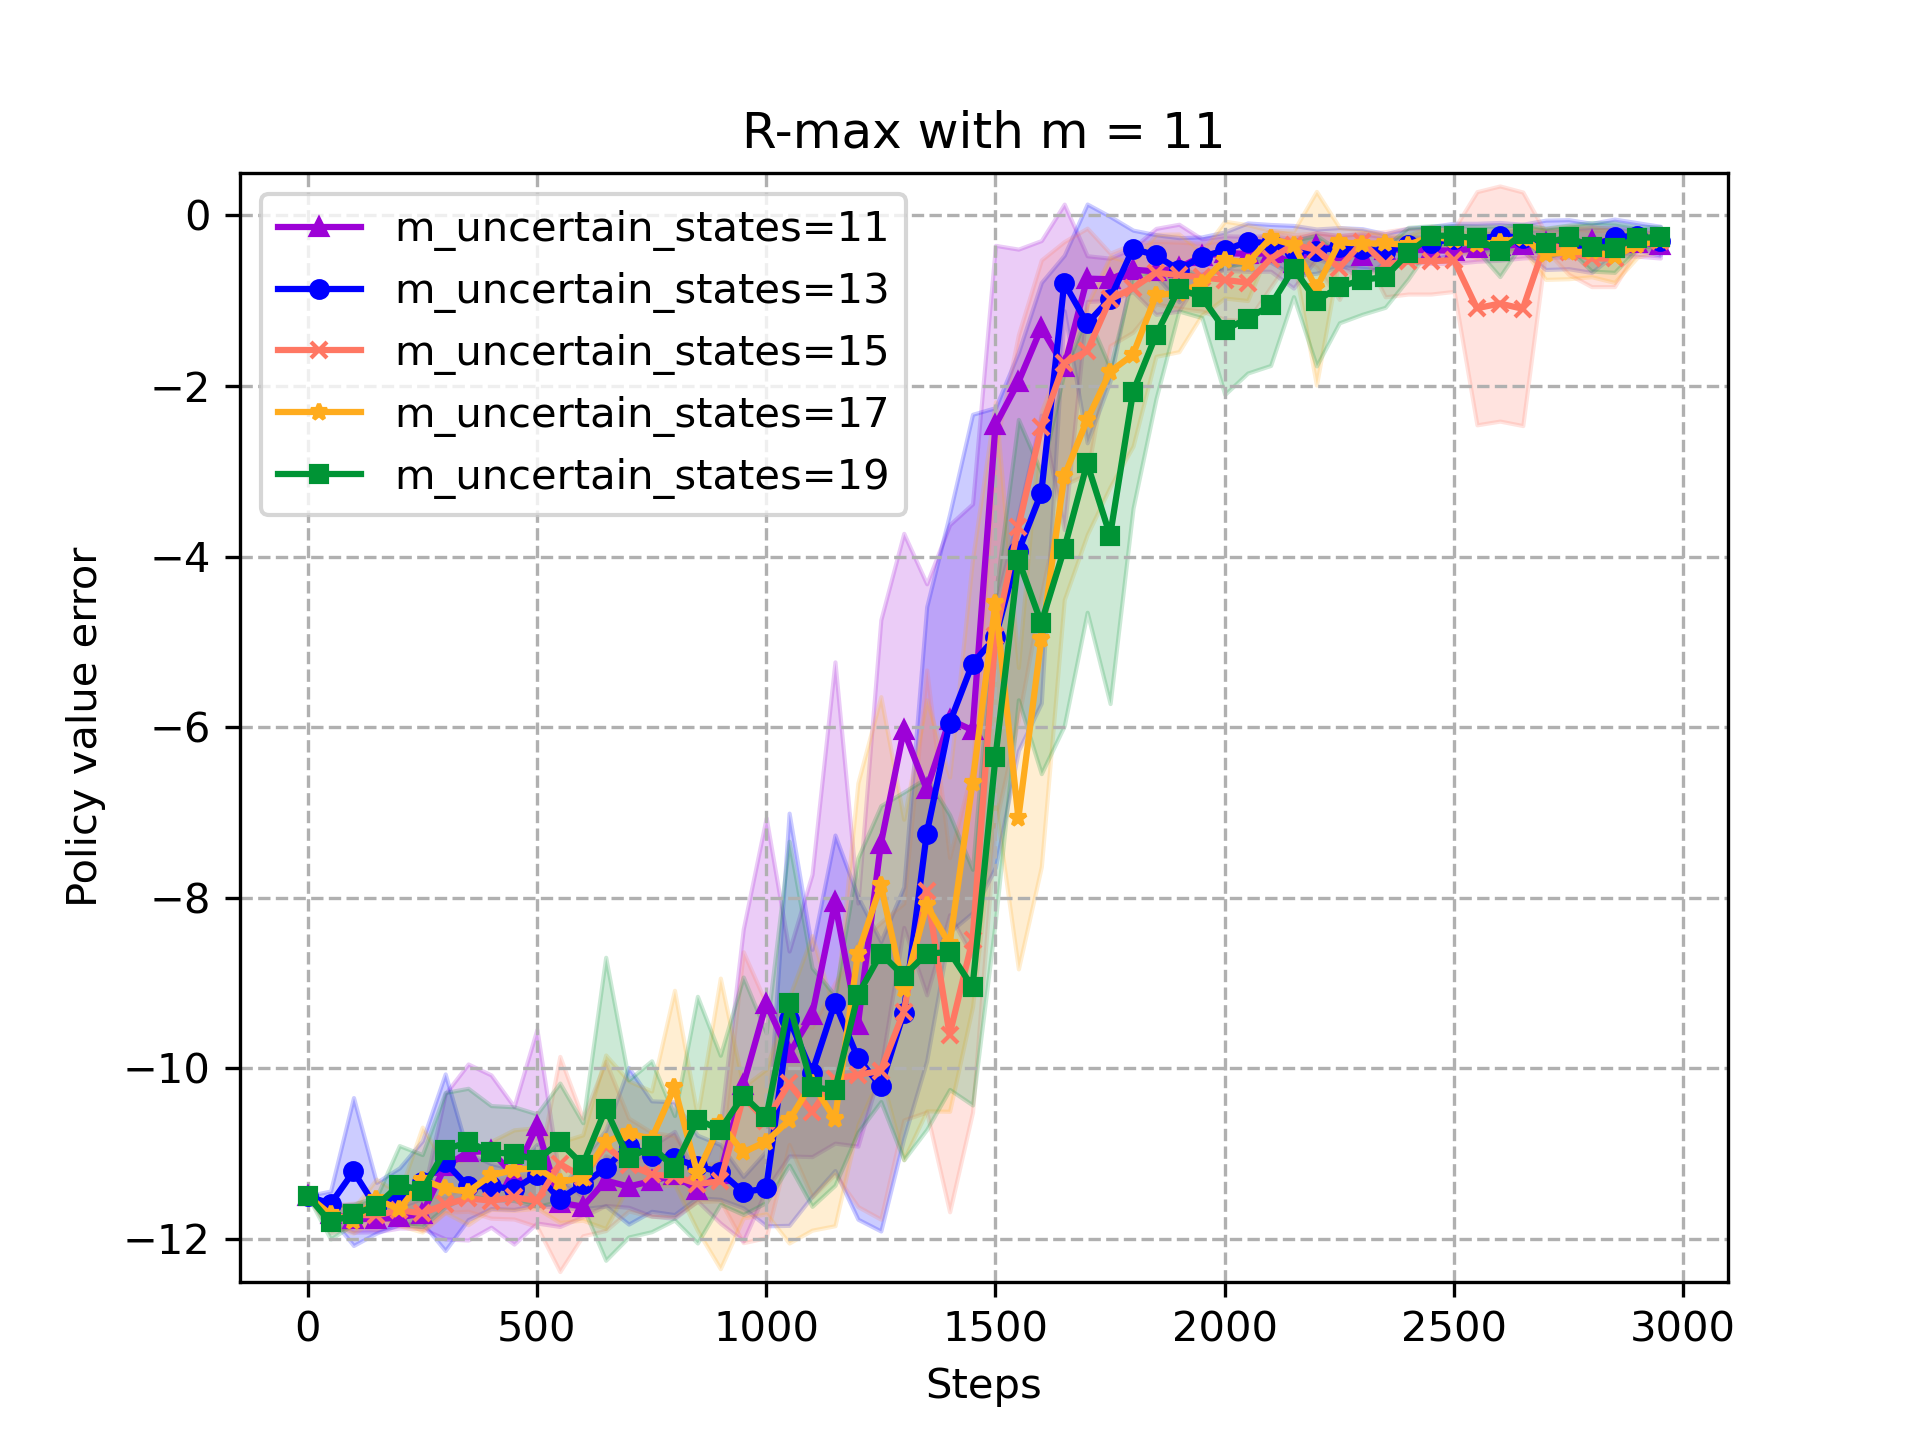 R-max with m = 11
m_uncertain_states=11
m_uncertain_states=13
m_uncertain_states=15
m_uncertain_states=17
m_uncertain_states=19
Policy value error
0
−2
−4
−6
−8
−10
−12
0 500 1000 1500 2000 2500 3000
Steps